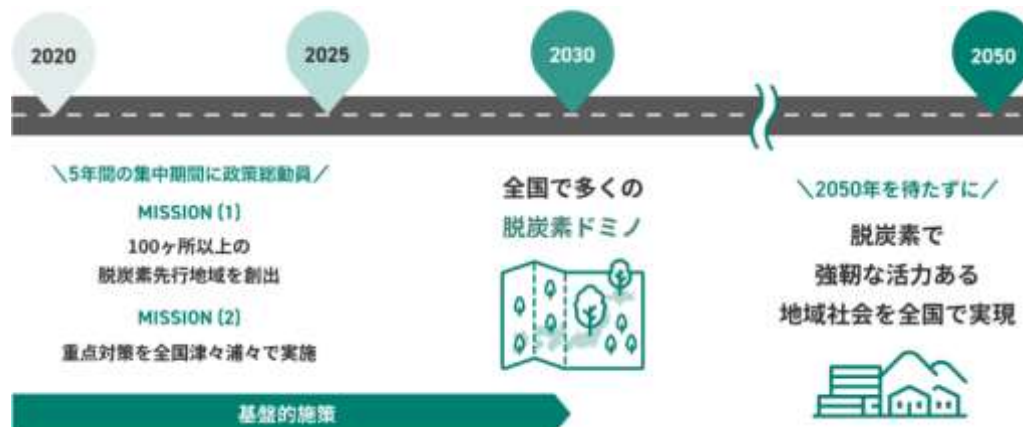 2020
2025
2030
2050
\5年間の集中期間に政策総動員/
MISSION (1)
100ヶ所以上の
脱炭素先行地域を創出
MISSION (2)
重点対策を全国津々浦々で実施
基盤的施策
全国で多くの
脱炭素ドミノ
\2050年を待たずに/
脱炭素で
強靭な活力ある
地域社会を全国で実現